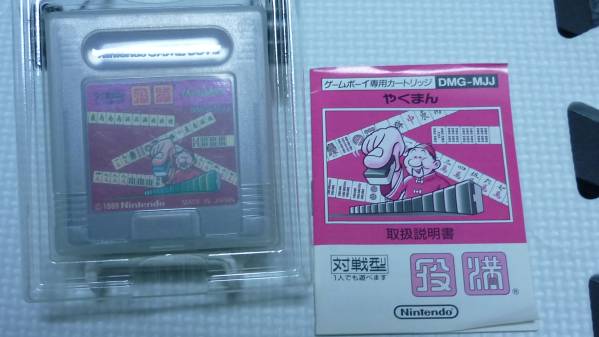 Nintendo GAME BOY
役満
©1989 Nintendo
MADE IN JAPAN
ゲームボーイ専用カートリッジ DMG-MJJ
やくまん
取扱説明書
対戦型
1人でも遊べます
役満®
Nintendo